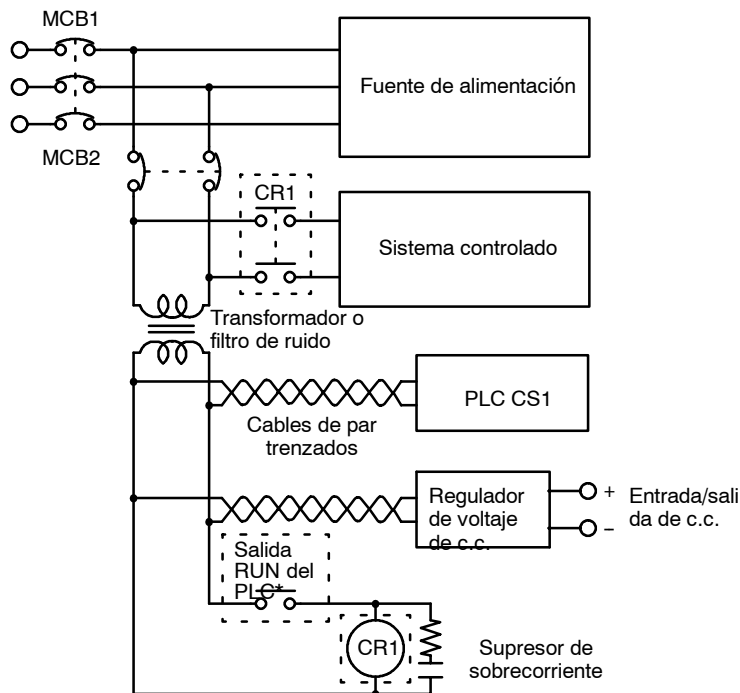 MCB1
Fuente de alimentación
MCB2
CR1
Sistema controlado
Transformador o
filtro de ruido
PLC CS1
Cables de par
trenzados
Regulador
de voltaje
de c.c.
+
Entrada/sali
da de c.c.
–
Salida
RUN del
PLC*
CR1
Supresor de
sobrecorriente